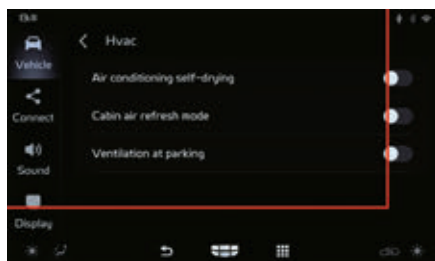 Hvac
Vehicle
Air conditioning self-drying
Connect
Cabin air refresh mode
Sound
Ventilation at parking
Display